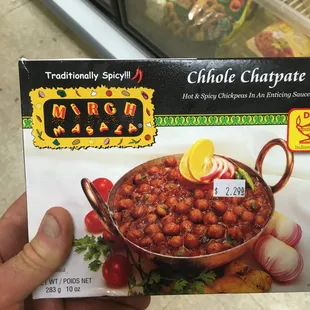 Traditionally Spicy!!!
Chhole Chatpate
Hot & Spicy Chickpeas In An Enticing Sauce
MIRCH
MASALA
$ 2.29
WT / POIDS NET
283 g 10 oz